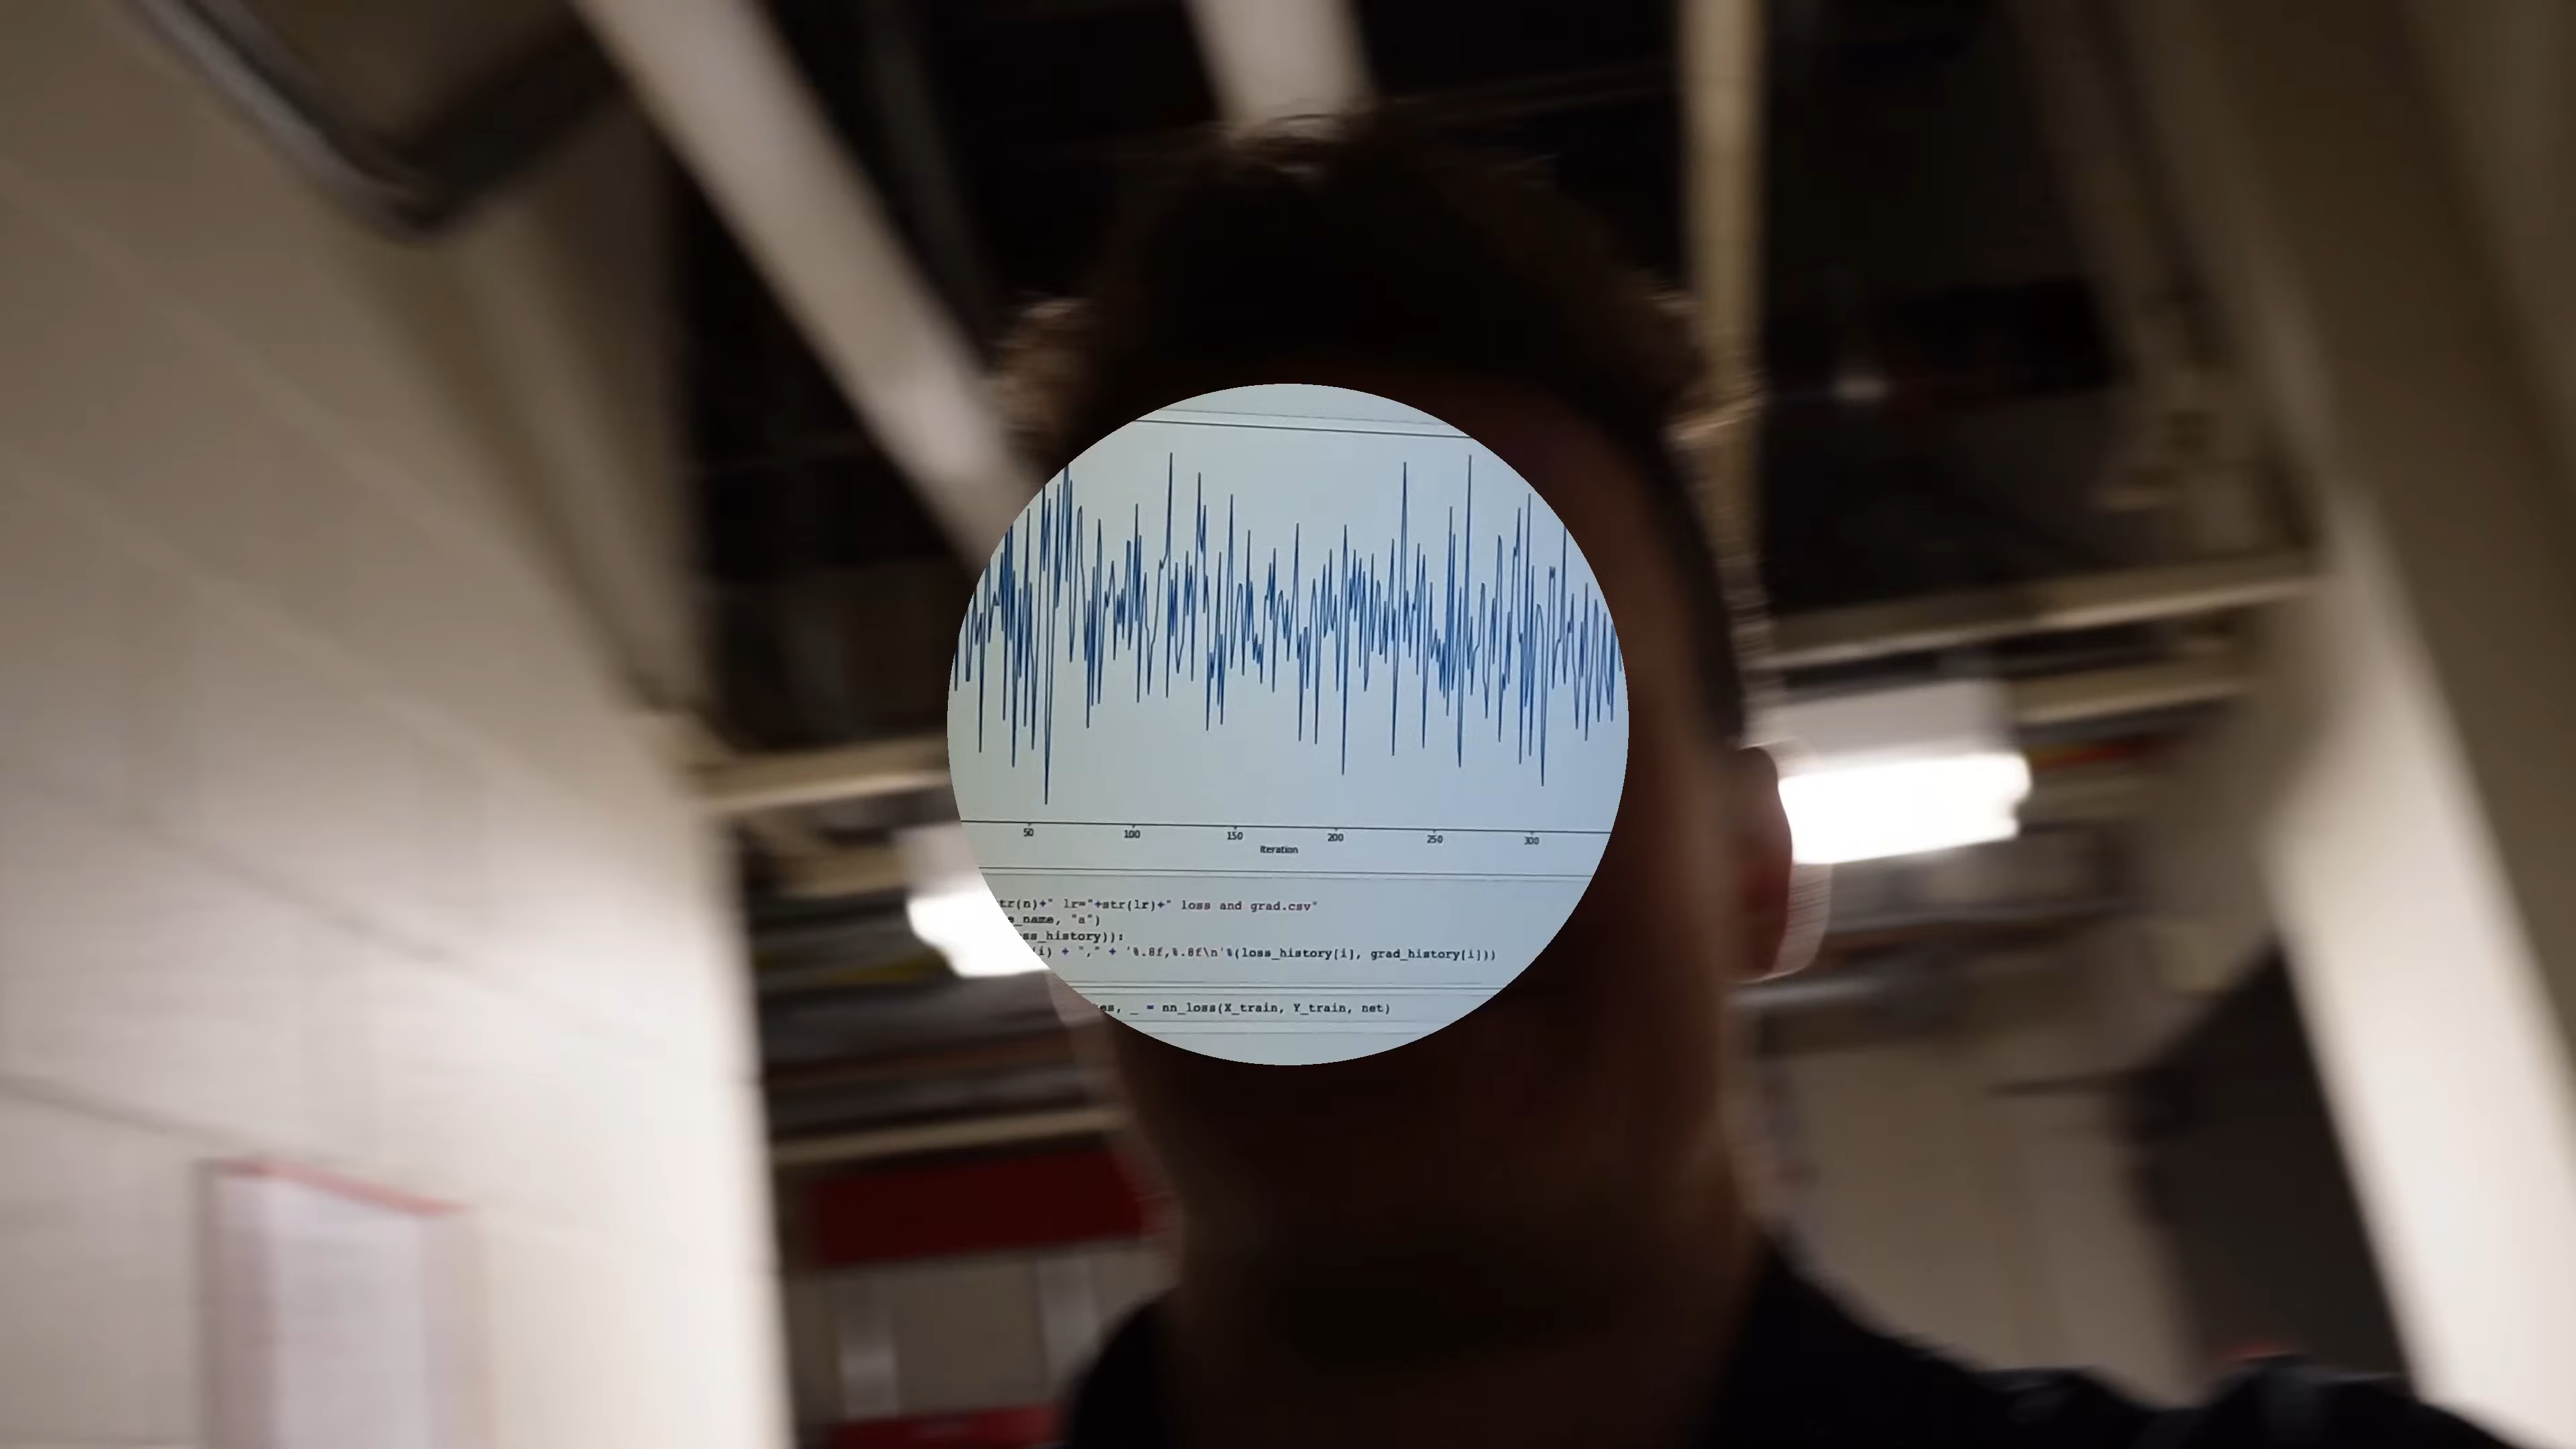 50 100 150 200 250 300
Iteration
tr(n)+" lr="+str(lr)+" loss and grad.csv"
e_name, "a")
ss_history)):
i) + "," + '%.8f,%.8f\n'%(loss_history[i], grad_history[i]))
es, _ = nn_loss(X_train, Y_train, net)